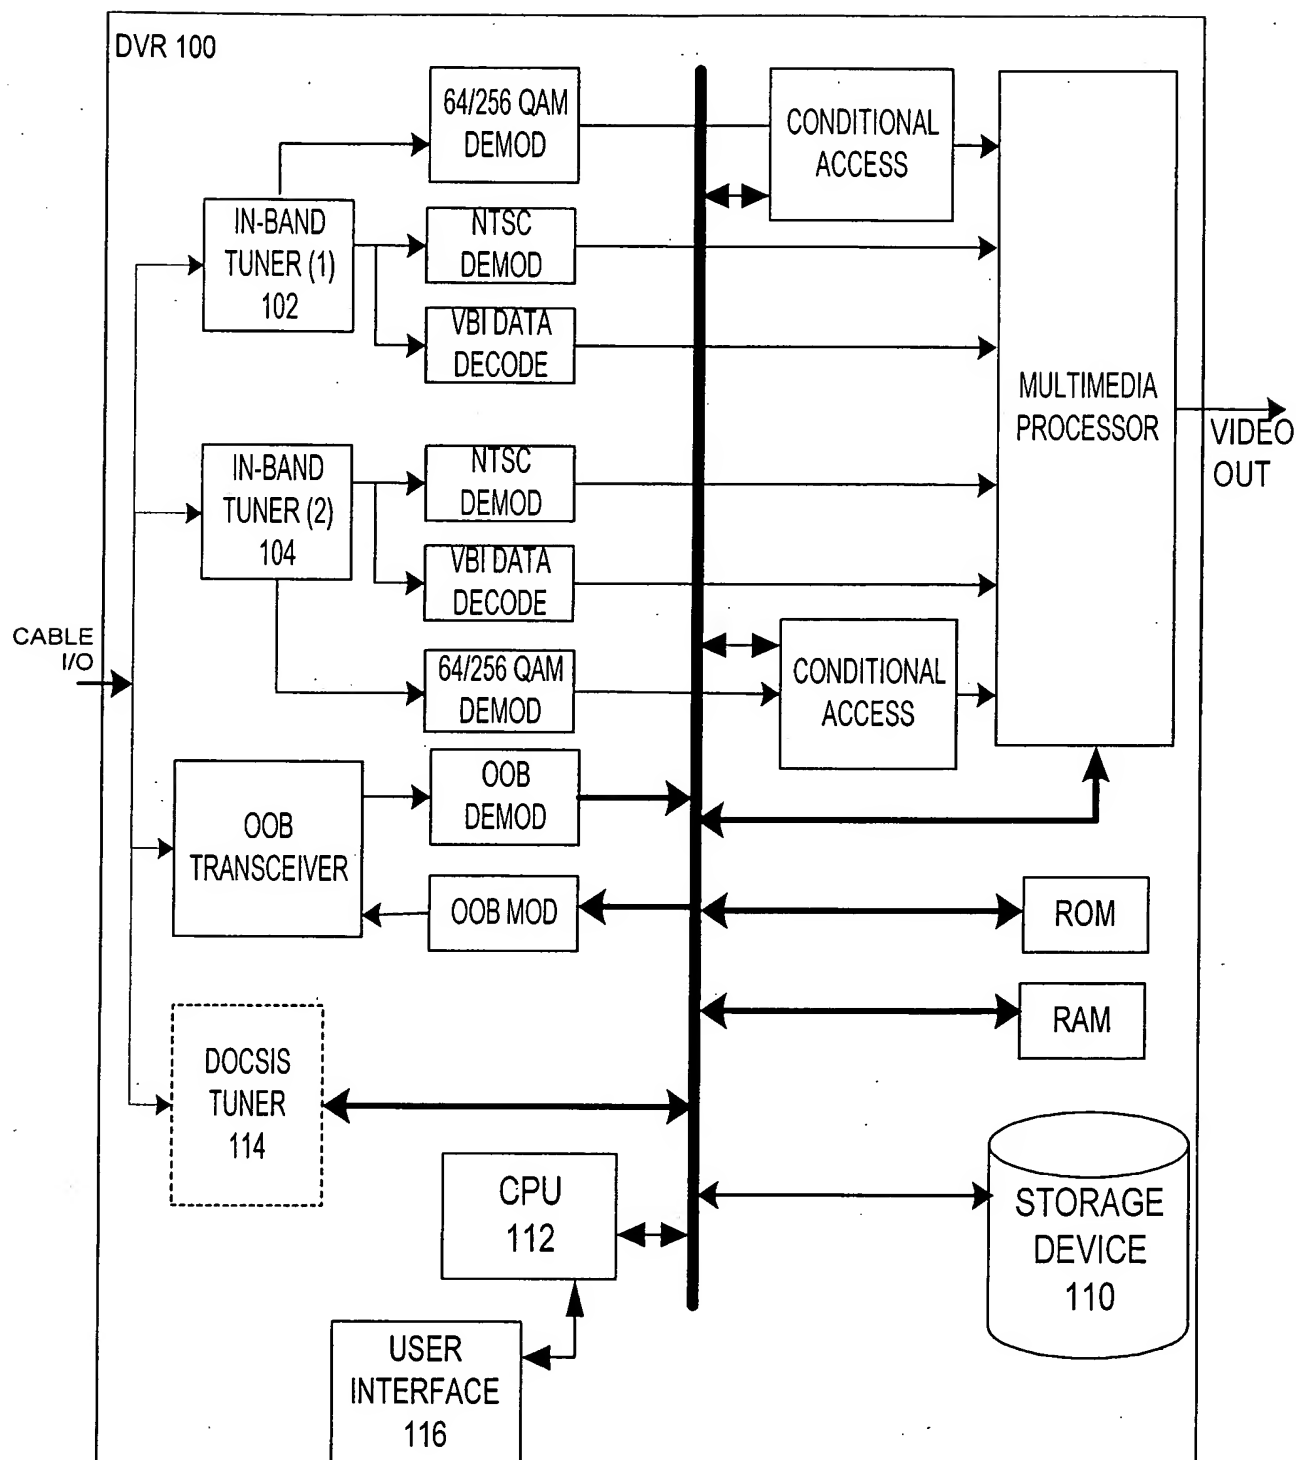 DVR 100
64/256 QAM
DEMOD
CONDITIONAL
ACCESS
IN-BAND
TUNER (1)
102
NTSC
DEMOD
VBI DATA
DECODE
MULTIMEDIA
PROCESSOR
VIDEO
OUT
IN-BAND
TUNER (2)
104
NTSC
DEMOD
VBI DATA
DECODE
CABLE
I/O
64/256 QAM
DEMOD
CONDITIONAL
ACCESS
OOB
TRANSCEIVER
OOB
DEMOD
OOB MOD
ROM
RAM
DOCSIS
TUNER
114
CPU
112
STORAGE
DEVICE
110
USER
INTERFACE
116